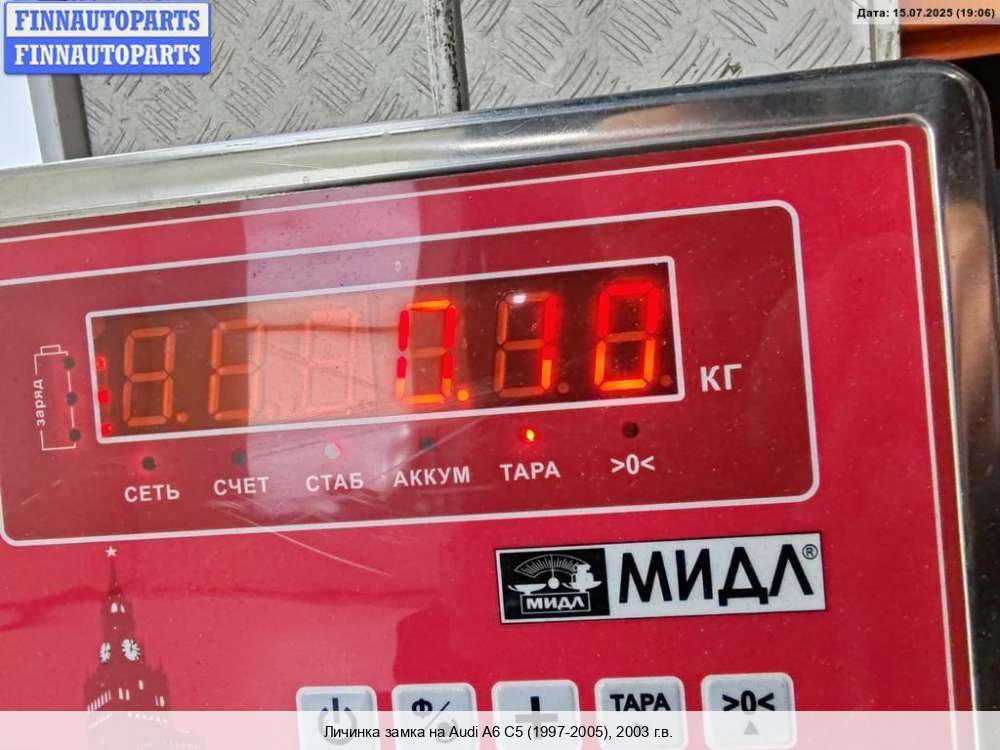 FINNAUTOPARTS
FINNAUTOPARTS
Дата: 15.07.2025 (19:06)
0.10
КГ
заряд
СЕТЬ СЧЕТ СТАБ АККУМ ТАРА >0<
МИДЛ МИДЛ®
ТАРА >0<
Личинка замка на Audi A6 C5 (1997-2005), 2003 г.в.